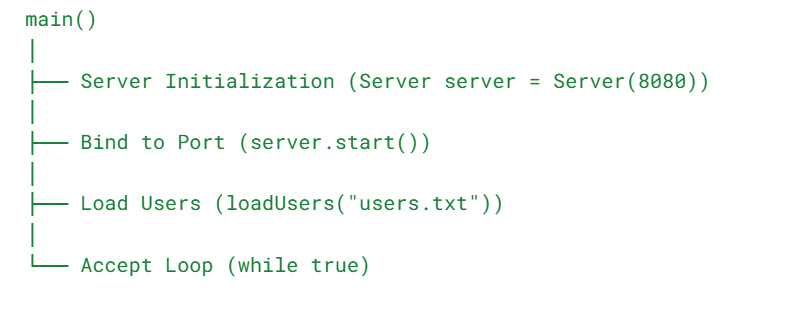 main()
│
├── Server Initialization (Server server = Server(8080))
│
├── Bind to Port (server.start())
│
├── Load Users (loadUsers("users.txt"))
│
└── Accept Loop (while true)